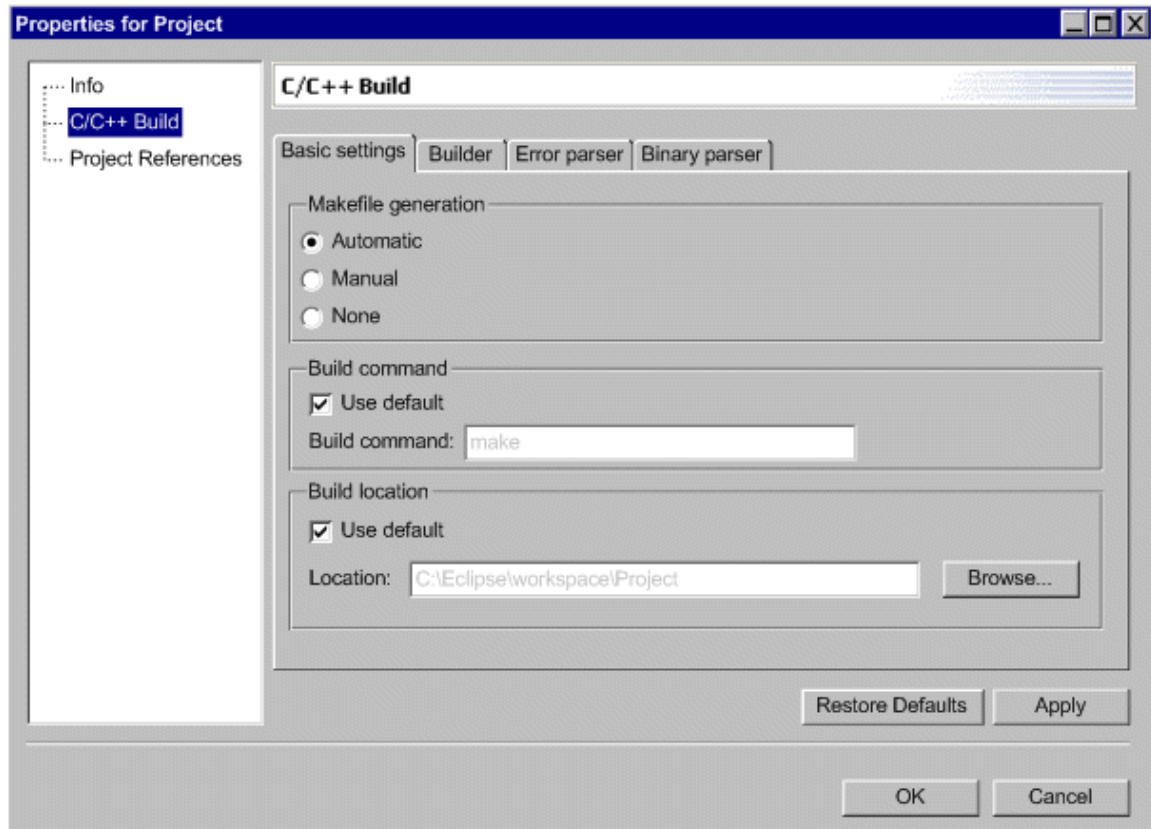 Properties for Project
Info
C/C++ Build
Project References
C/C++ Build
Basic settings
Builder
Error parser
Binary parser
Makefile generation
Automatic
Manual
None
Build command
Use default
Build command: make
Build location
Use default
Location: C:\Eclipse\workspace\Project Browse...
Restore Defaults Apply
OK Cancel